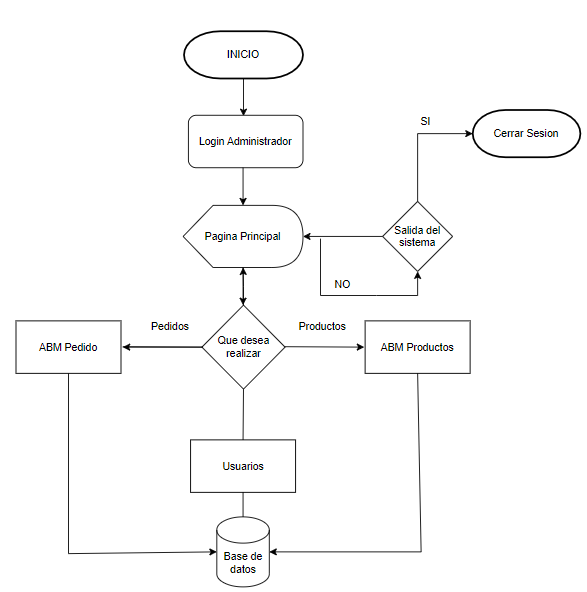 INICIO
SI
Login Administrador
Cerrar Sesion
Pagina Principal
Salida del
sistema
NO
Pedidos
Productos
Que desea
realizar
ABM Pedido
ABM Productos
Usuarios
Base de
datos